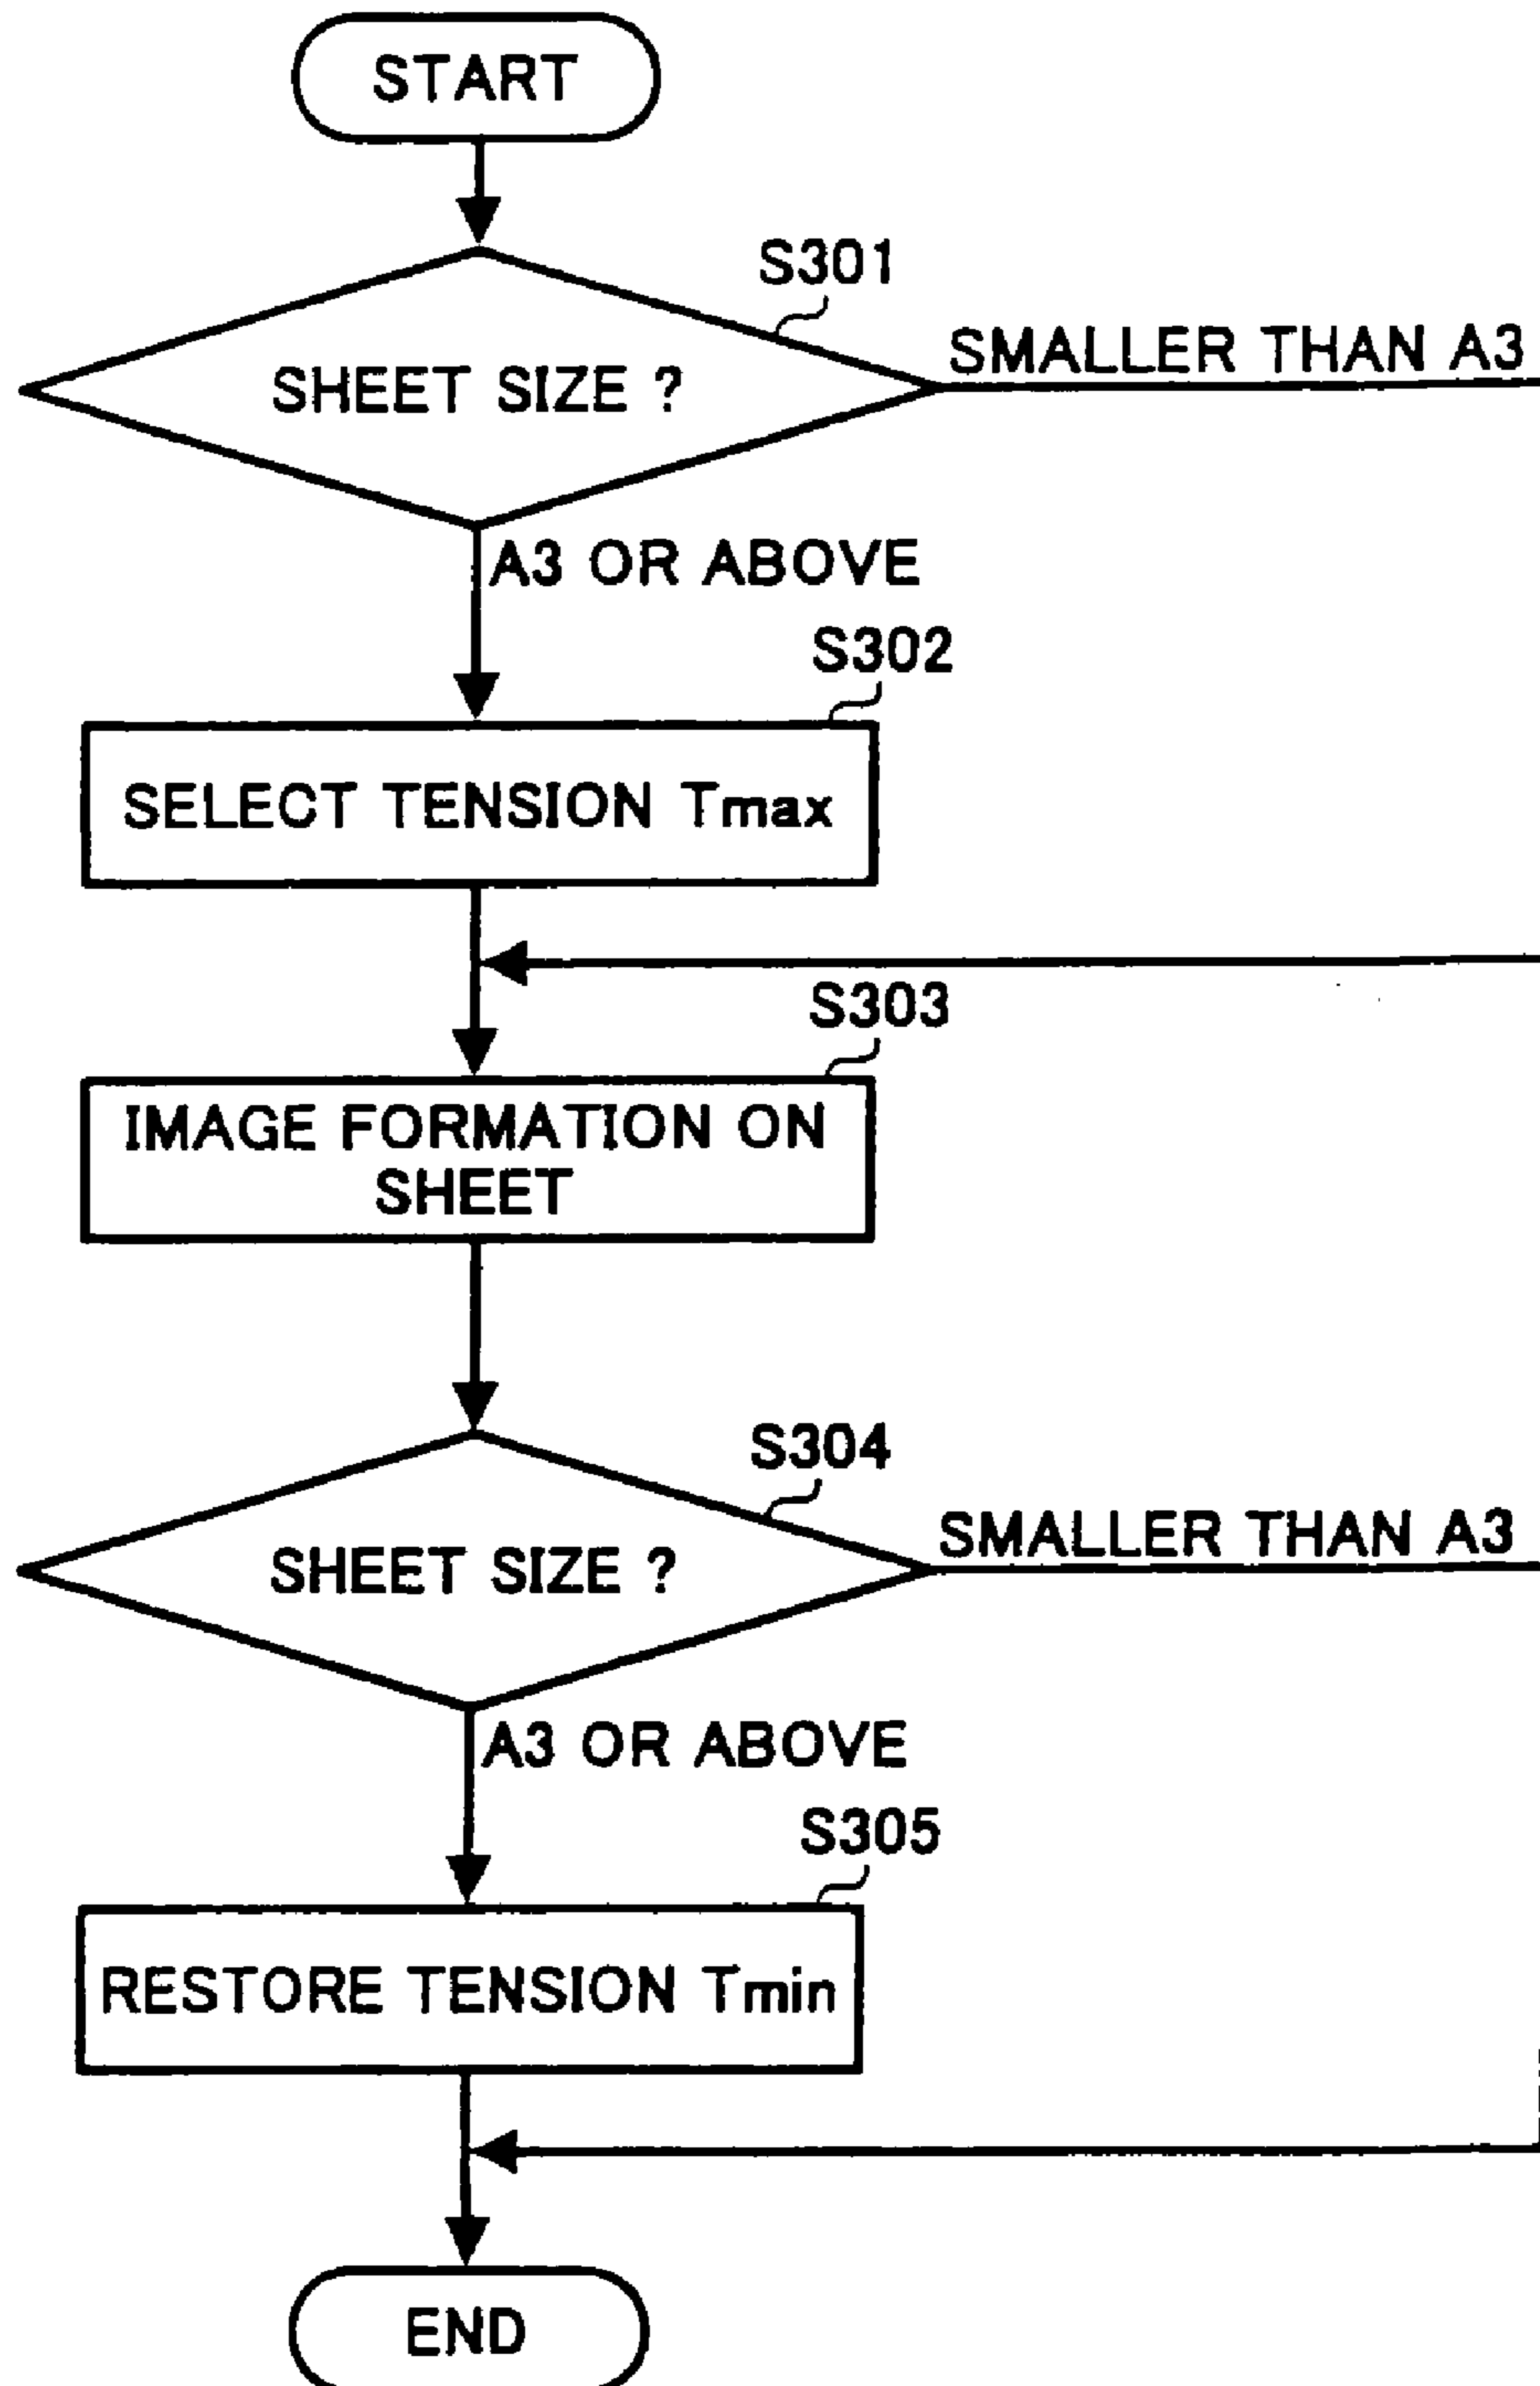 START
S301
SHEET SIZE ?
SMALLER THAN A3
A3 OR ABOVE
S302
SELECT TENSION Tmax
S303
IMAGE FORMATION ON
SHEET
S304
SHEET SIZE ?
SMALLER THAN A3
A3 OR ABOVE
S305
RESTORE TENSION Tmin
END